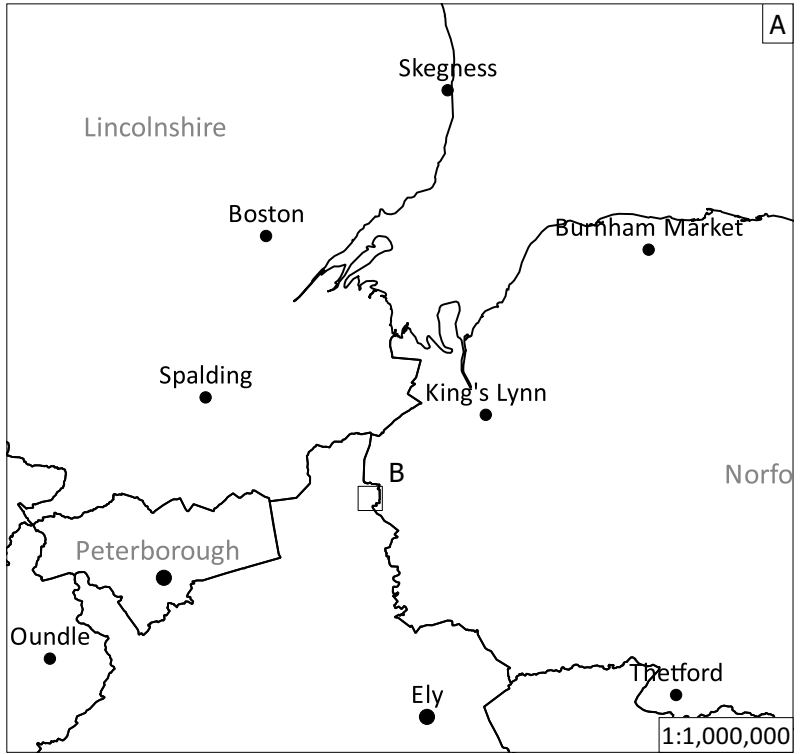 A
Skegness
Lincolnshire
Boston
Burnham Market
Spalding
King's Lynn
B
Norfo
Peterborough
Oundle
Thetford
Ely
1:1,000,000